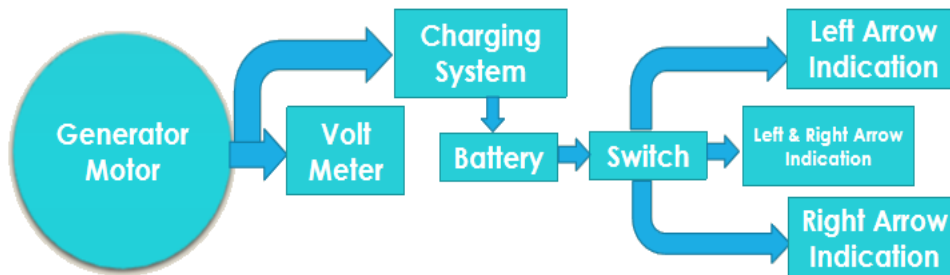 Generator
Motor
Volt
Meter
Charging
System
Battery
Switch
Left Arrow
Indication
Left & Right Arrow
Indication
Right Arrow
Indication